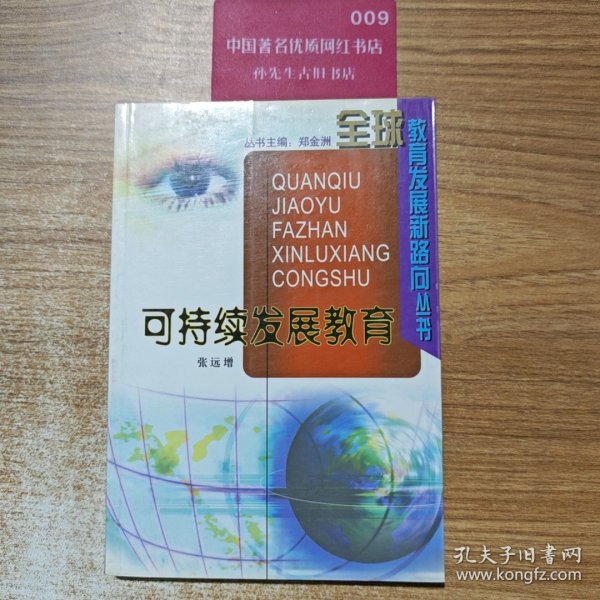 009
中国著名优质网红书店
孙先生古旧书店
丛书主编：郑金洲
全球
教育发展新路向丛书
QUANQIU
JIAOYU
FAZHAN
XINLUXIANG
CONGSHU
可持续发展教育
张远增
孔夫子旧書网
www.kongfz.com